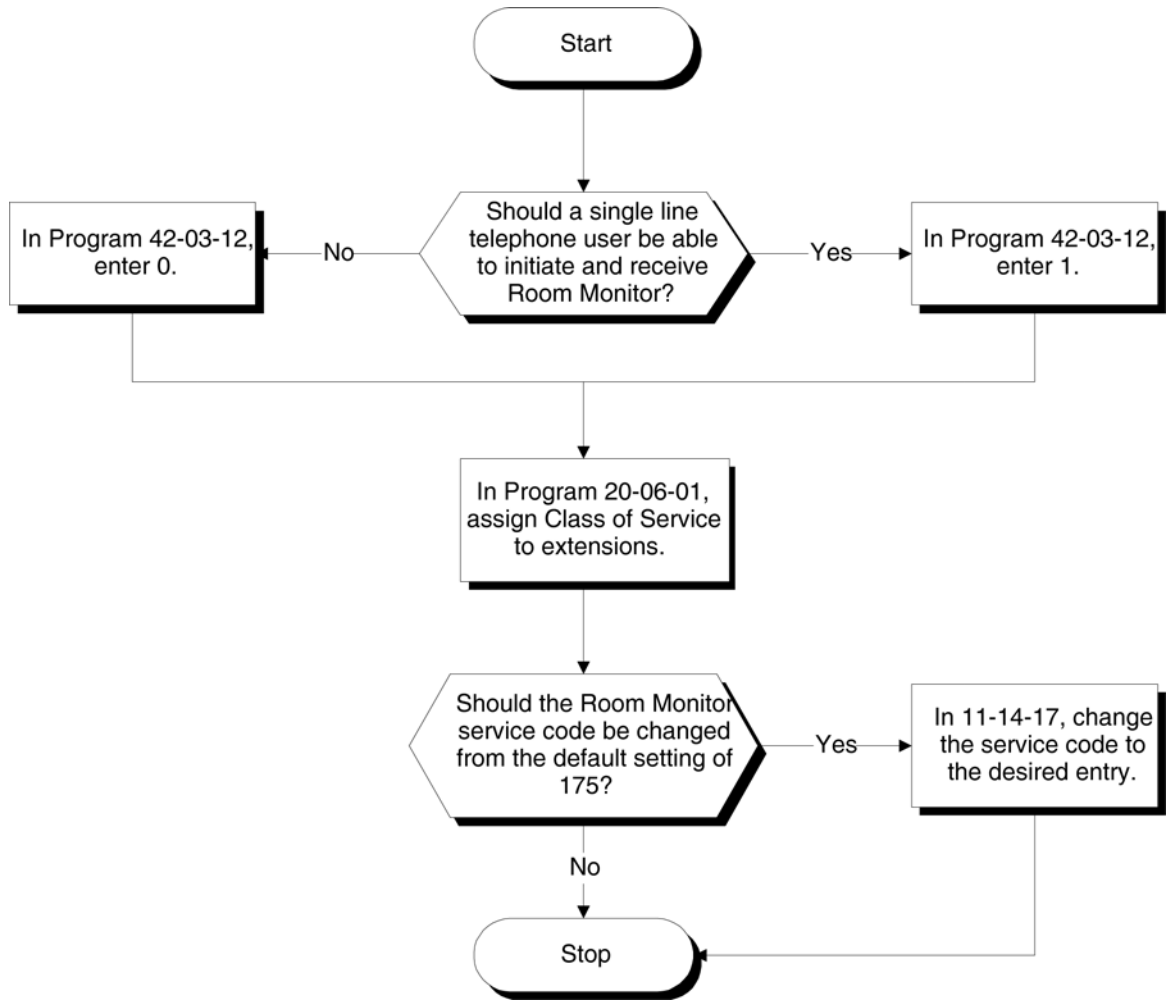 Start
Should a single line
telephone user be able
to initiate and receive
Room Monitor?
No
In Program 42-03-12,
enter 0.
Yes
In Program 42-03-12,
enter 1.
In Program 20-06-01,
assign Class of Service
to extensions.
Should the Room Monitor
service code be changed
from the default setting of
175?
Yes
In 11-14-17, change
the service code to
the desired entry.
No
Stop